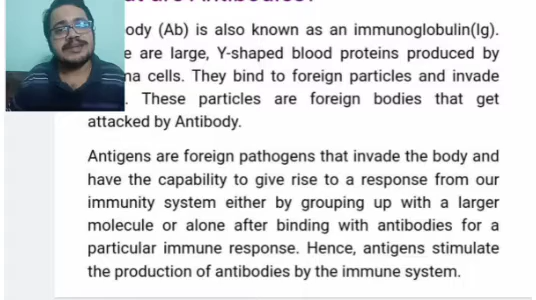 What are Antibodies?
ody (Ab) is also known as an immunoglobulin(Ig).
e are large, Y-shaped blood proteins produced by
na cells. They bind to foreign particles and invade
. These particles are foreign bodies that get
attacked by Antibody.
Antigens are foreign pathogens that invade the body and
have the capability to give rise to a response from our
immunity system either by grouping up with a larger
molecule or alone after binding with antibodies for a
particular immune response. Hence, antigens stimulate
the production of antibodies by the immune system.